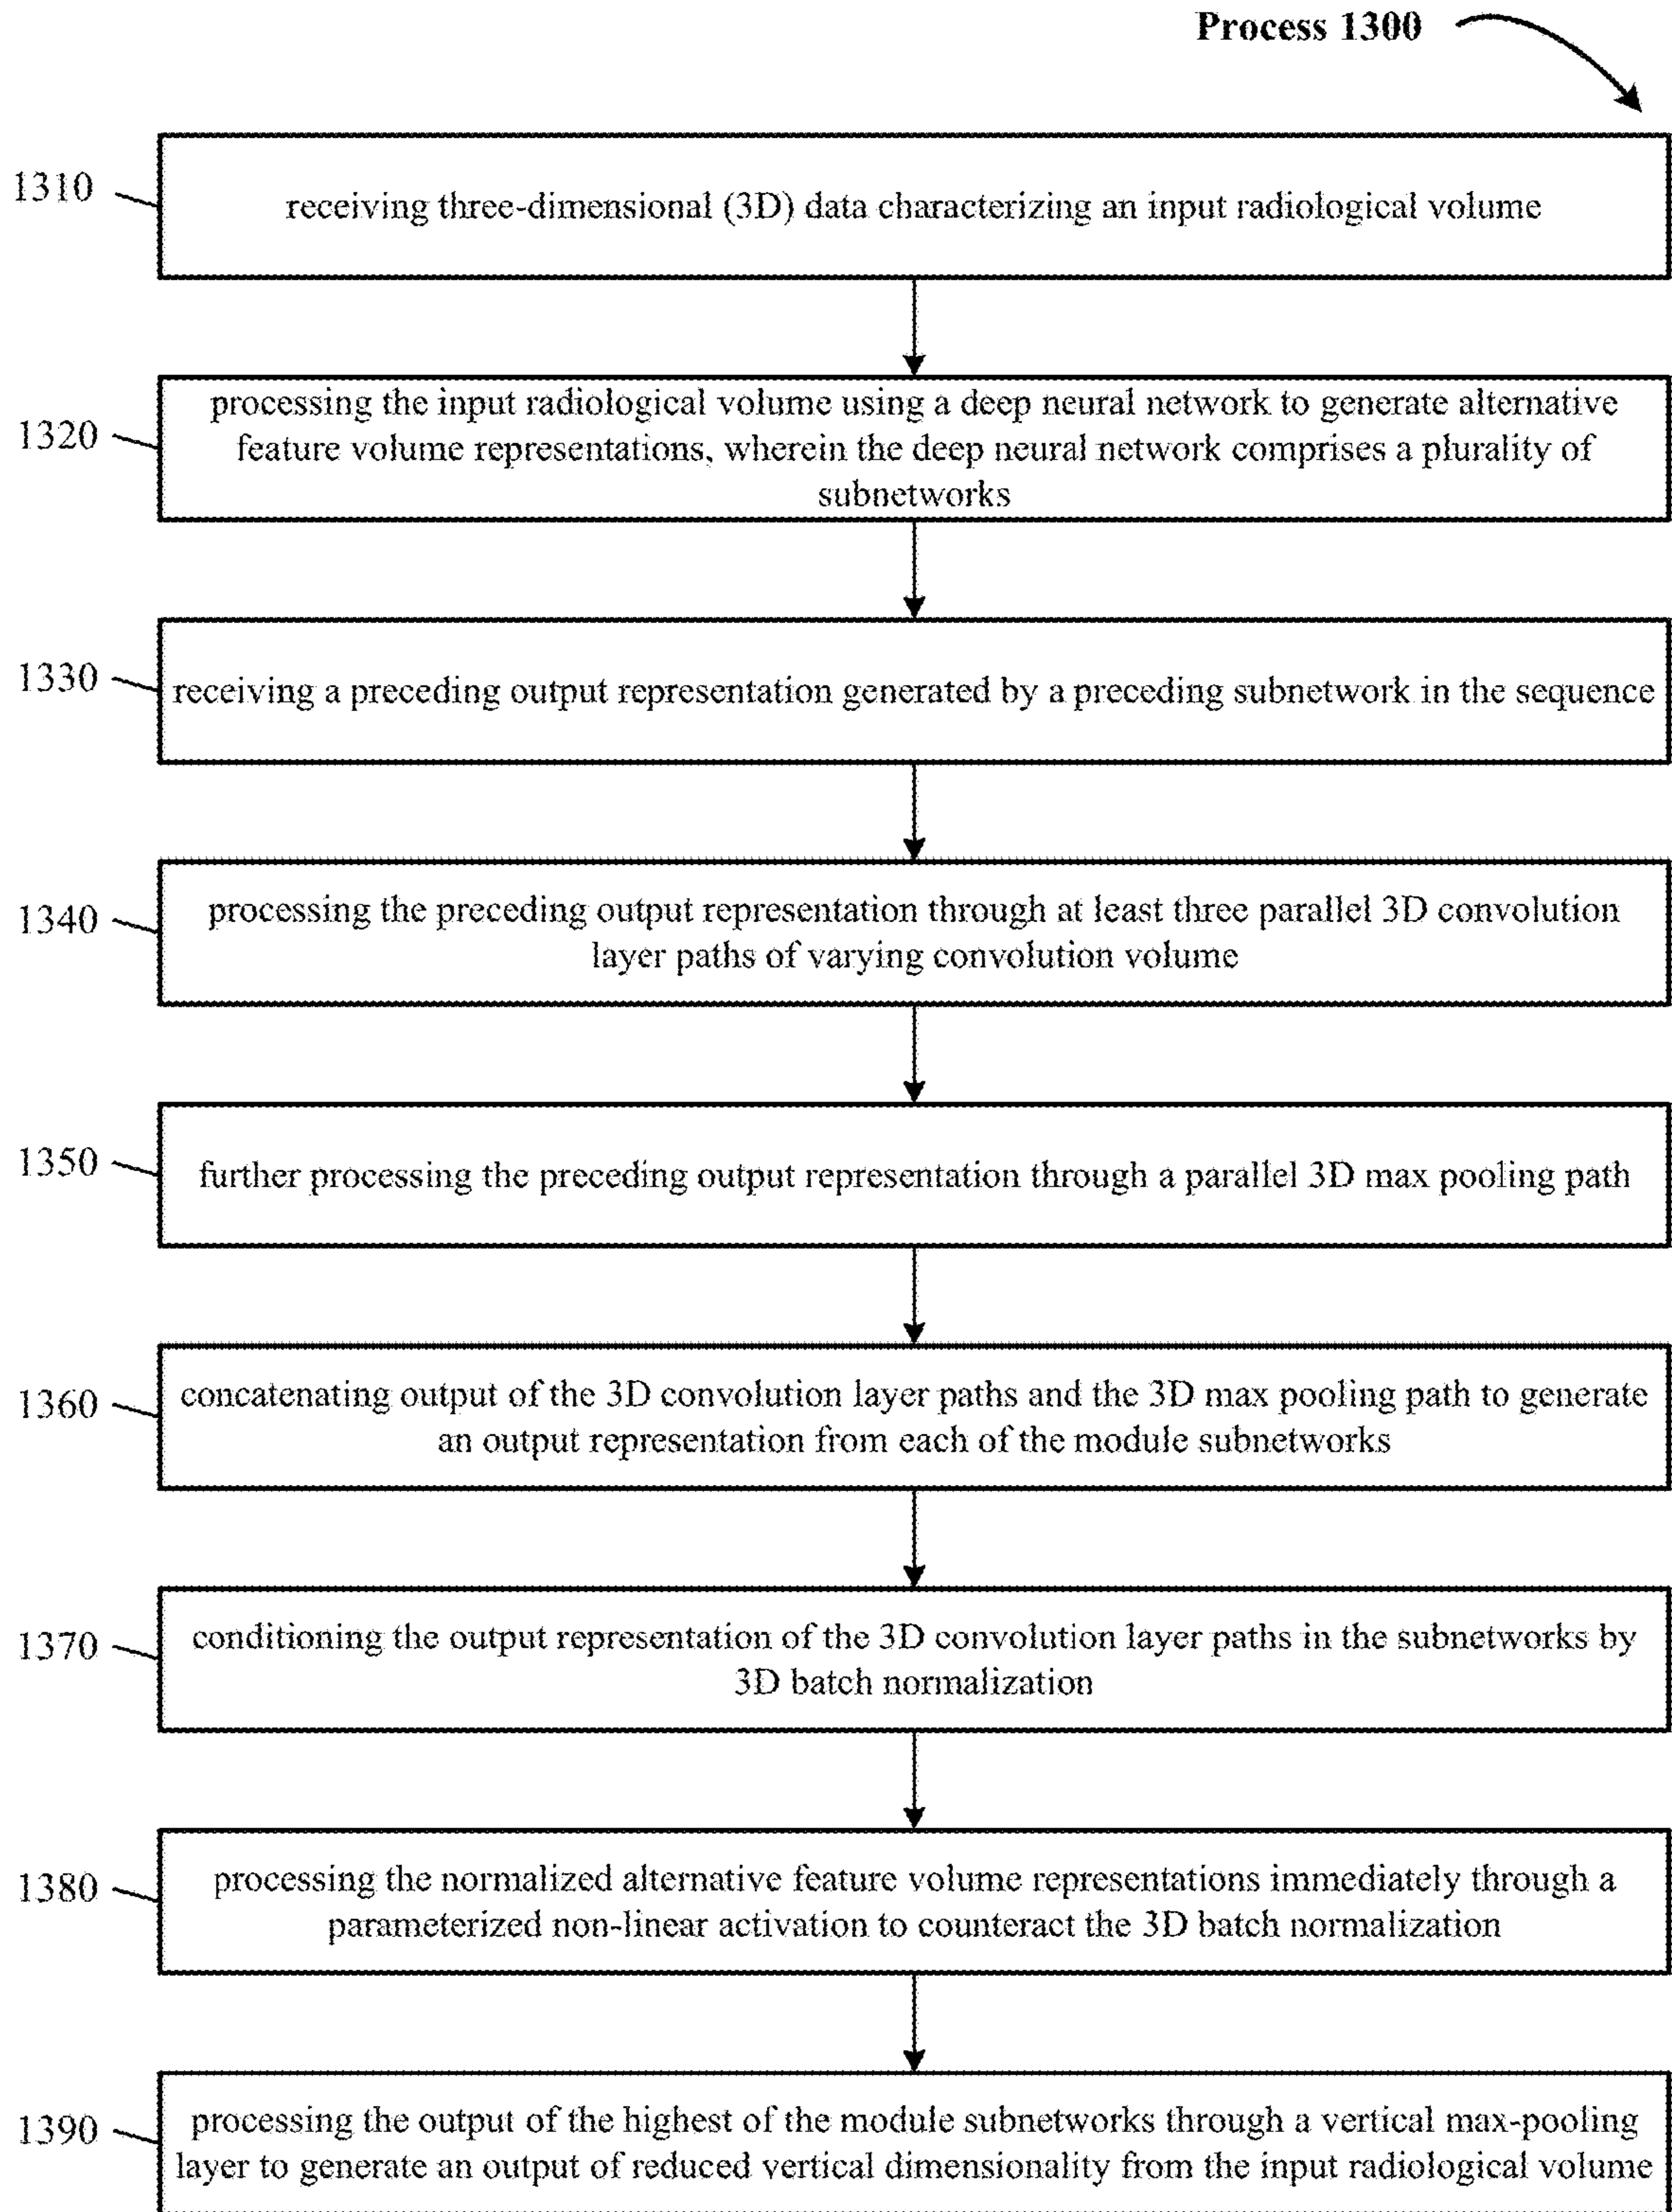 Process 1300
1310
receiving three-dimensional (3D) data characterizing an input radiological volume
1320
processing the input radiological volume using a deep neural network to generate alternative
feature volume representations, wherein the deep neural network comprises a plurality of
subnetworks
1330
receiving a preceding output representation generated by a preceding subnetwork in the sequence
1340
processing the preceding output representation through at least three parallel 3D convolution
layer paths of varying convolution volume
1350
further processing the preceding output representation through a parallel 3D max pooling path
1360
concatenating output of the 3D convolution layer paths and the 3D max pooling path to generate
an output representation from each of the module subnetworks
1370
conditioning the output representation of the 3D convolution layer paths in the subnetworks by
3D batch normalization
1380
processing the normalized alternative feature volume representations immediately through a
parameterized non-linear activation to counteract the 3D batch normalization
1390
processing the output of the highest of the module subnetworks through a vertical max-pooling
layer to generate an output of reduced vertical dimensionality from the input radiological volume